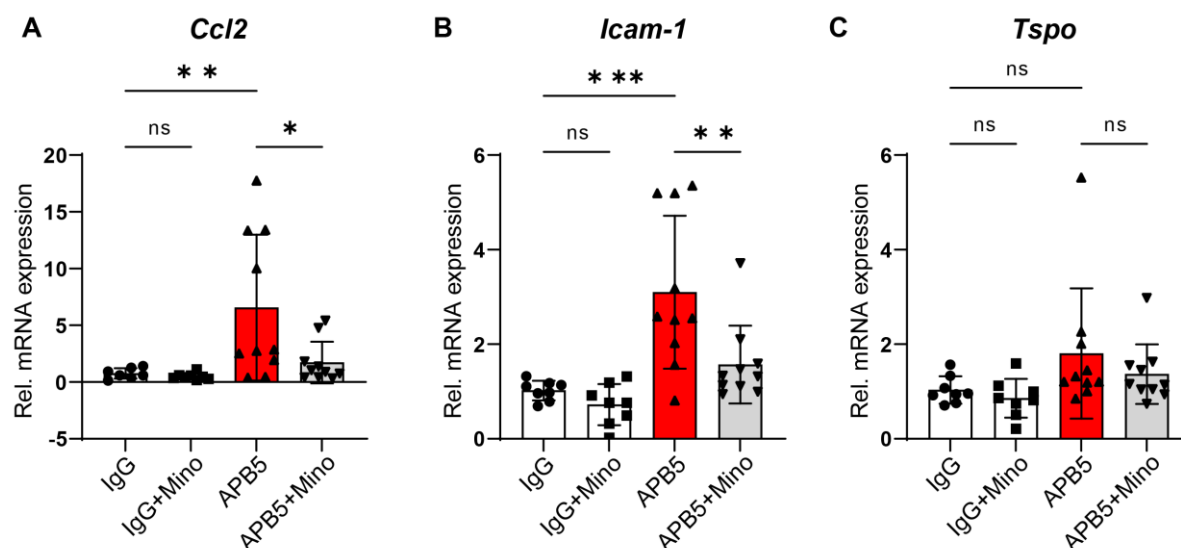 A Ccl2
** 
ns *
Rel. mRNA expression
20
15
10
5
0
-5
IgG
IgG+Mino
APB5
APB5+Mino
B Icam-1
***
ns **
Rel. mRNA expression
6
4
2
0
IgG
IgG+Mino
APB5
APB5+Mino
C Tspo
ns
ns ns
Rel. mRNA expression
6
4
2
0
IgG
IgG+Mino
APB5
APB5+Mino